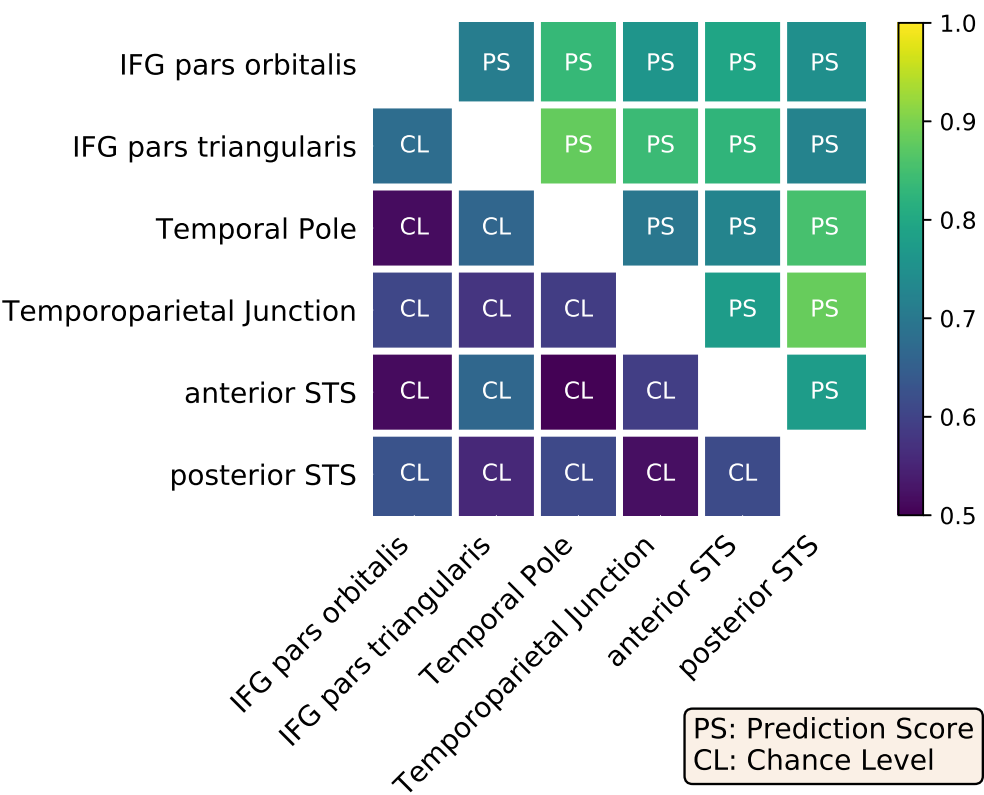 IFG pars orbitalis PS PS PS PS PS
IFG pars triangularis CL PS PS PS PS
Temporal Pole CL CL PS PS PS
Temporoparietal Junction CL CL CL PS PS
anterior STS CL CL CL CL PS
posterior STS CL CL CL CL CL
IFG pars orbitalis
IFG pars triangularis
Temporal Pole
Temporoparietal Junction
anterior STS
posterior STS
1.0
0.9
0.8
0.7
0.6
0.5
PS: Prediction Score
CL: Chance Level